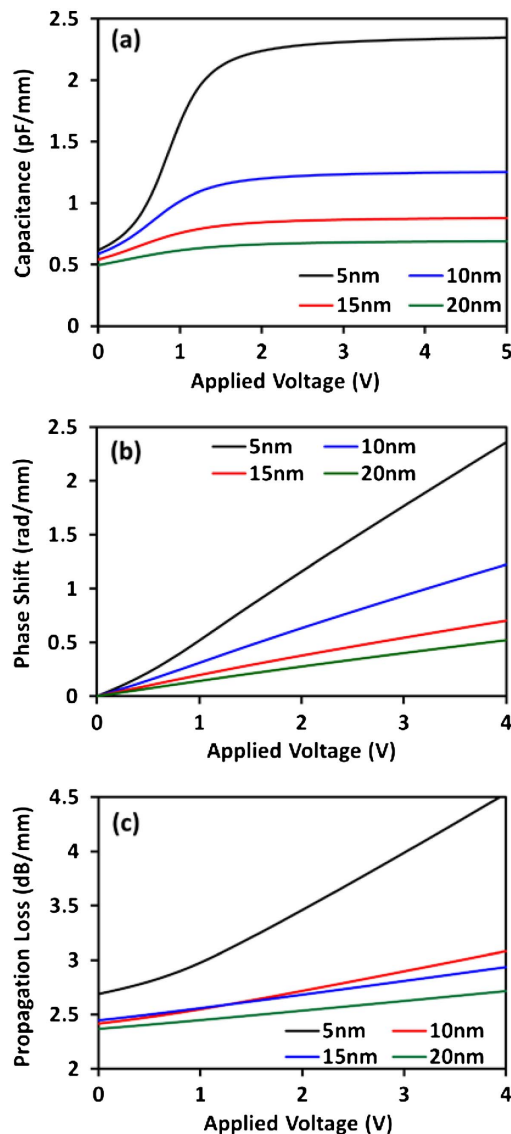 (a)
Capacitance (pF/mm)
2.5
2
1.5
1
0.5
0
5nm 10nm
15nm 20nm
0 1 2 3 4 5
Applied Voltage (V)
(b)
Phase Shift (rad/mm)
2.5
2
1.5
1
0.5
0
5nm 10nm
15nm 20nm
0 1 2 3 4
Applied Voltage (V)
(c)
Propagation Loss (dB/mm)
4.5
4
3.5
3
2.5
2
5nm 10nm
15nm 20nm
0 1 2 3 4
Applied Voltage (V)